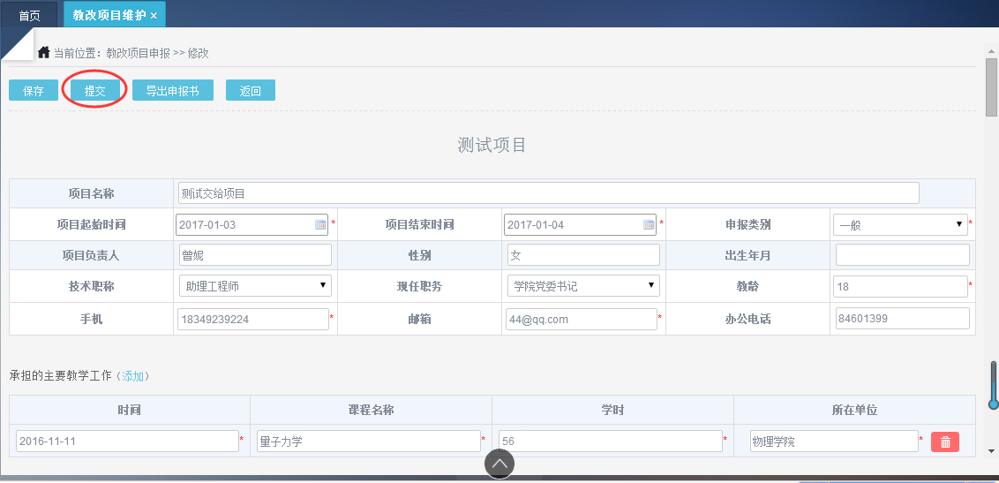 首页 教改项目维护 ×
当前位置：教改项目申报 >> 修改
保存 提交 导出申报书 返回
测试项目
项目名称 测试交给项目
项目起始时间 2017-01-03 * 项目结束时间 2017-01-04 * 申报类别 一般 *
项目负责人 曾妮 性别 女 出生年月
技术职称 助理工程师 现任职务 学院党委书记 教龄 18 *
手机 18349239224 * 邮箱 44@qq.com * 办公电话 84601399
承担的主要教学工作（添加）
时间 课程名称 学时 所在单位
2016-11-11 * 量子力学 * 56 * 物理学院 *